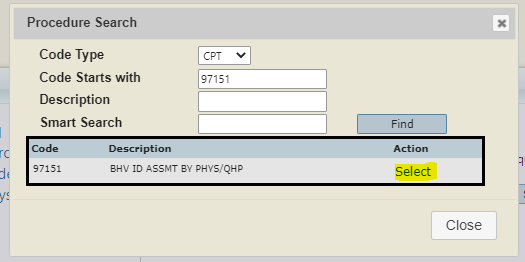 Procedure Search
Code Type CPT
Code Starts with 97151
Description
Smart Search Find
Code Description Action
97151 BHV ID ASSMT BY PHYS/QHP Select
Close